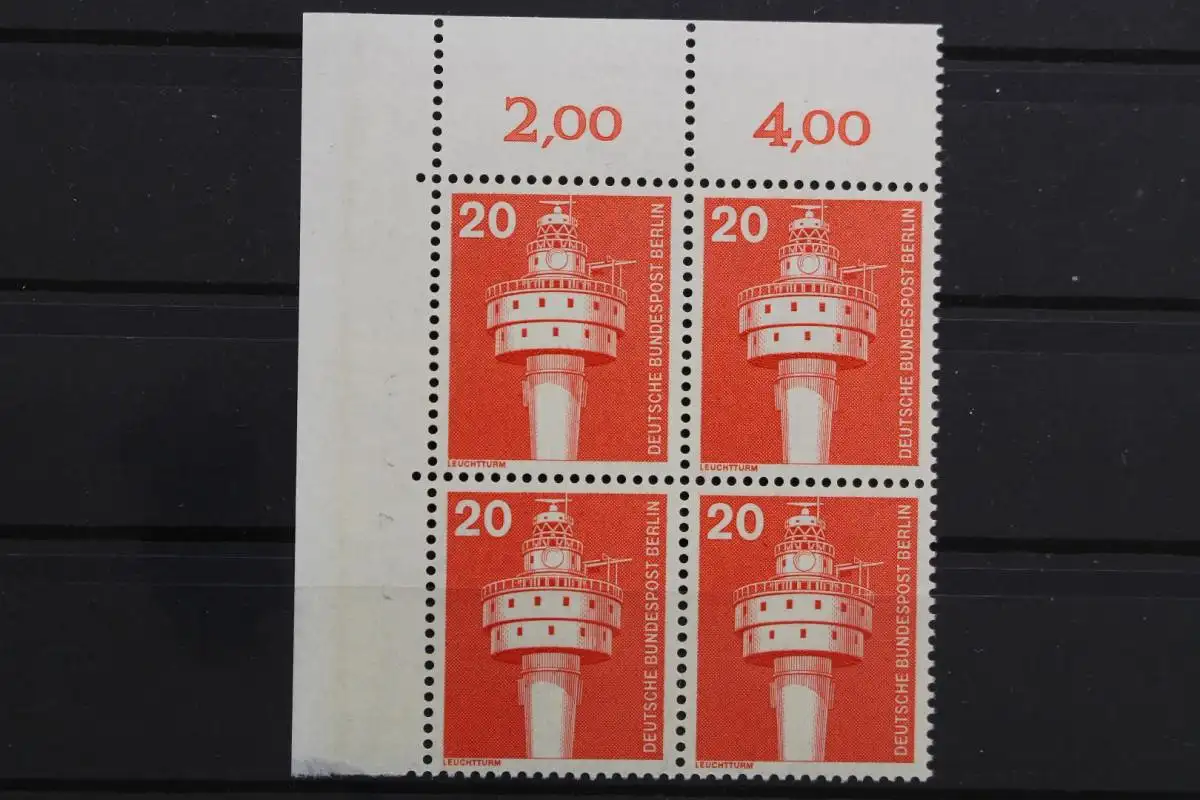 2,00 4,00
20 20
DEUTSCHE BUNDESPOST BERLIN DEUTSCHE BUNDESPOST BERLIN
LEUCHTTURM LEUCHTTURM
20 20
DEUTSCHE BUNDESPOST BERLIN DEUTSCHE BUNDESPOST BERLIN
LEUCHTTURM LEUCHTTURM